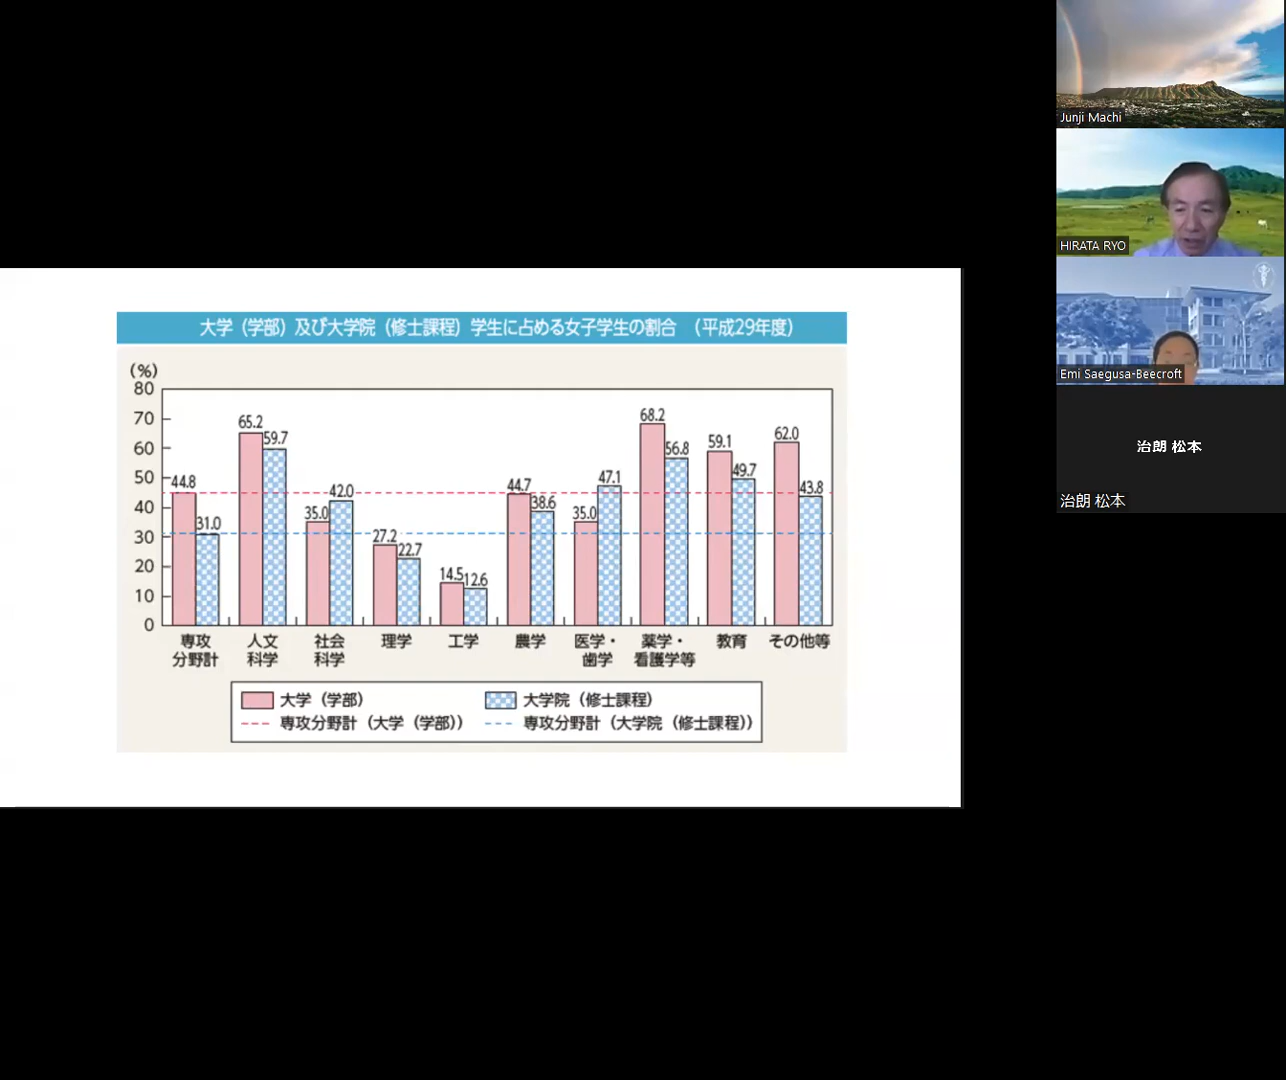 大学（学部）及び大学院（修士課程）学生に占める女子学生の割合　（平成29年度）
(%)
80
70
60
50
40
30
20
10
0
44.8
31.0
65.2
59.7
35.0
42.0
27.2
22.7
14.5
12.6
44.7
38.6
35.0
47.1
68.2
56.8
59.1
49.7
62.0
43.8
専攻
分野計
人文
科学
社会
科学
理学
工学
農学
医学・
歯学
薬学・
看護学等
教育
その他等
大学（学部）
大学院（修士課程）
専攻分野計（大学（学部））
専攻分野計（大学院（修士課程））
Junji Machi
HIRATA RYO
Emi Saegusa-Beecroft
治朗 松本
治朗 松本